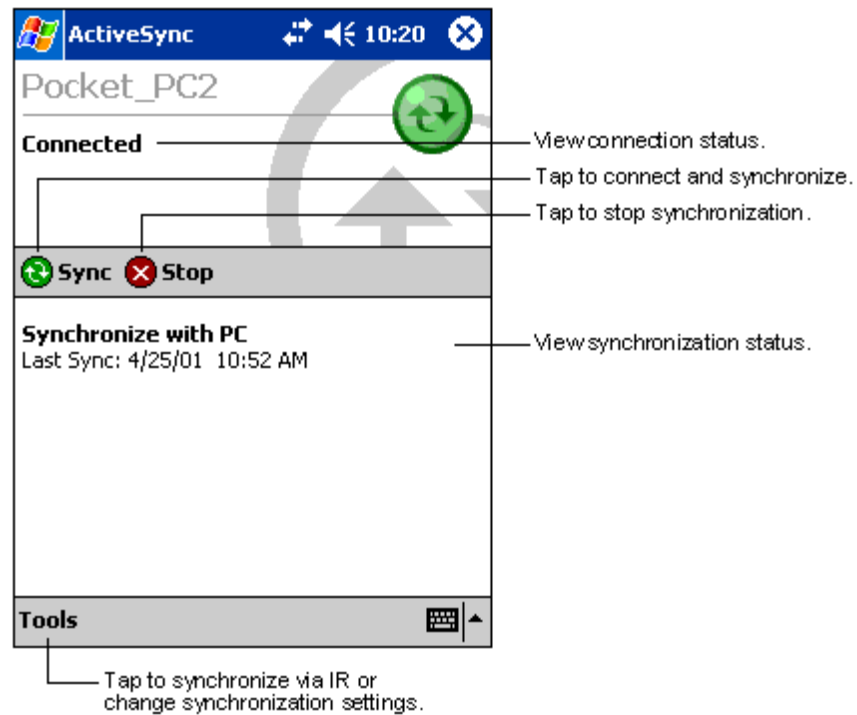 ActiveSync 10:20
Pocket_PC2
Connected
View connection status.
Tap to connect and synchronize.
Tap to stop synchronization.
Sync Stop
Synchronize with PC
Last Sync: 4/25/01 10:52 AM
View synchronization status.
Tools
Tap to synchronize via IR or
change synchronization settings.